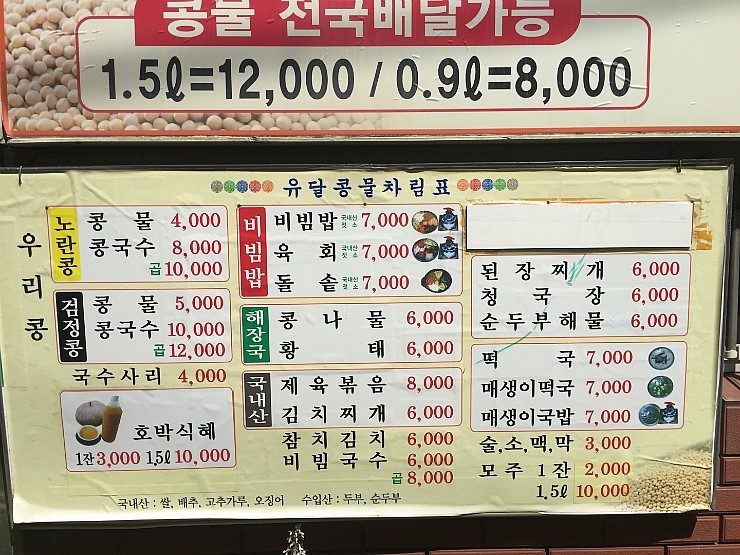 콩물 전국배달가능
1.5ℓ=12,000 / 0.9ℓ=8,000
유달콩물차림표
우리콩
노란콩
콩물 4,000
콩국수 8,000
곱 10,000
검정콩
콩물 5,000
콩국수 10,000
곱 12,000
국수사리 4,000
호박식혜
1잔 3,000 1.5ℓ 10,000
비빔밥
비빔밥 국내산 젓소 7,000
육회 국내산 젓소 7,000
돌솥 국내산 젓소 7,000
해장국
콩나물 6,000
황태 6,000
국내산
제육볶음 8,000
김치찌개 6,000
참치김치 6,000
비빔국수 6,000
곱 8,000
된장찌개 6,000
청국장 6,000
순두부해물 6,000
떡국 7,000
매생이떡국 7,000
매생이국밥 7,000
술,소,맥,막 3,000
모주 1잔 2,000
1.5ℓ 10,000
국내산 : 쌀, 배추, 고추가루, 오징어 수입산 : 두부, 순두부